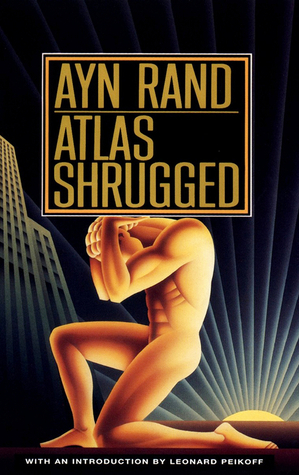 AYN RAND
ATLAS
SHRUGGED
WITH AN INTRODUCTION BY LEONARD PEIKOFF